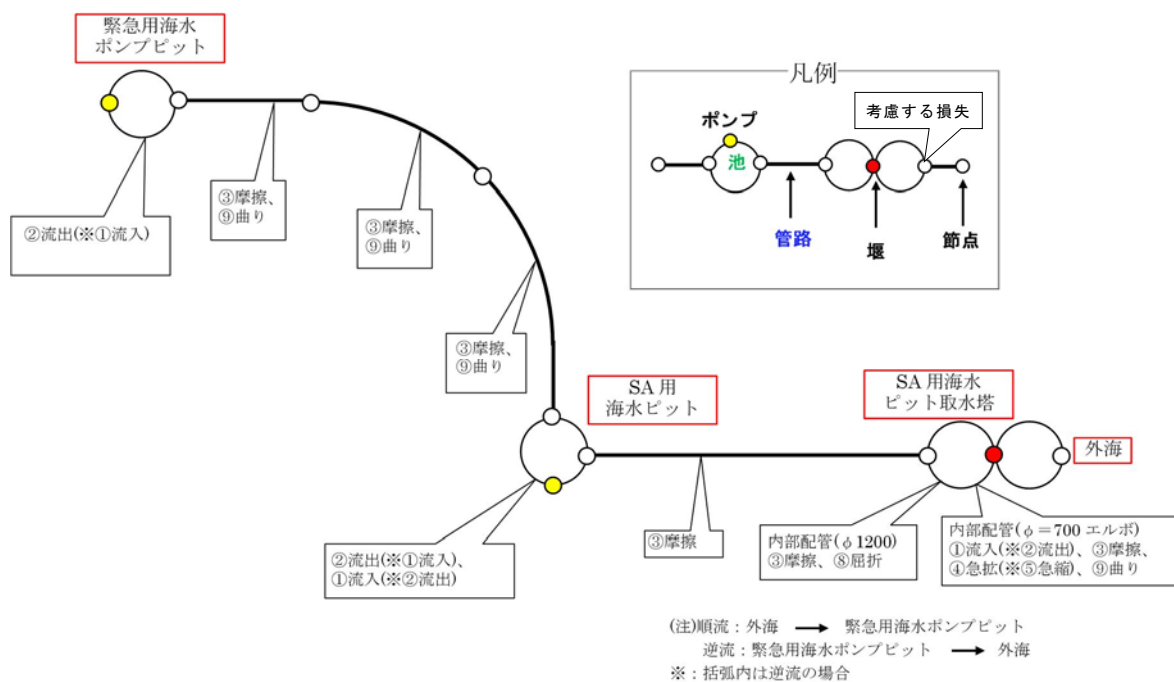 緊急用海水
ポンプピット
凡例
ポンプ
考慮する損失
池
管路
堰
節点
②流出(※①流入)
③摩擦、
⑨曲り
③摩擦、
⑨曲り
③摩擦、
⑨曲り
SA 用
海水ピット
SA 用海水
ピット取水塔
外海
②流出(※①流入)、
①流入(※②流出)
③摩擦
内部配管(φ1200)
③摩擦、⑧屈折
内部配管(φ＝700 エルボ)
①流入(※②流出)、③摩擦、
④急拡(※⑤急縮)、⑨曲り
(注)順流：外海 → 緊急用海水ポンプピット
逆流：緊急用海水ポンプピット → 外海
※：括弧内は逆流の場合